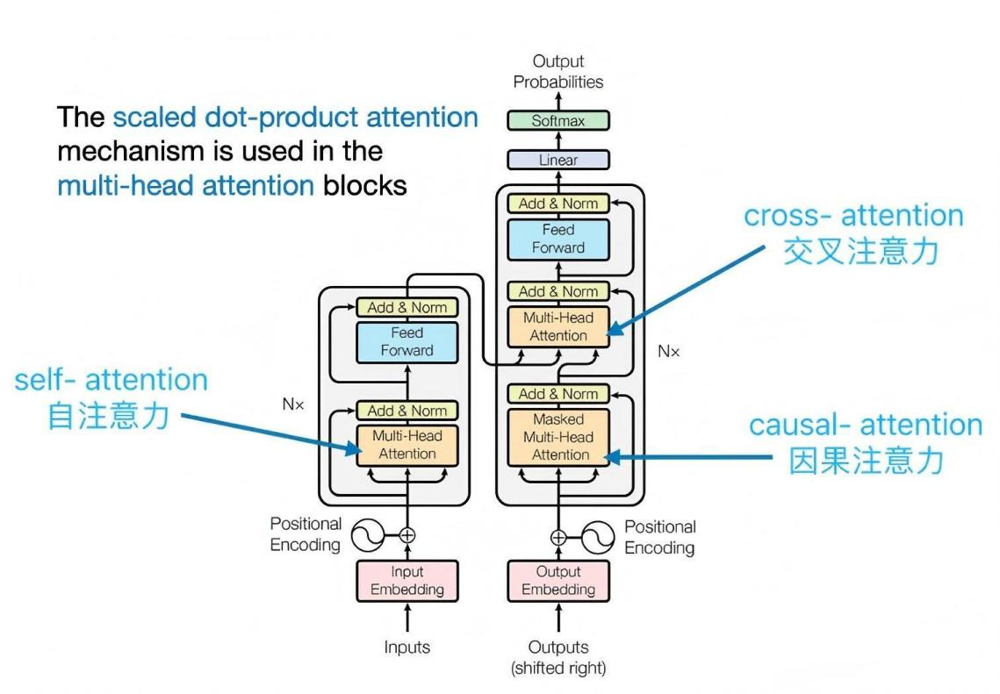 The scaled dot-product attention
mechanism is used in the
multi-head attention blocks
Output
Probabilities
Softmax
Linear
Add & Norm
Feed
Forward
Add & Norm
Multi-Head
Attention
Nx
Add & Norm
Masked
Multi-Head
Attention
cross- attention
交叉注意力
causal- attention
因果注意力
Add & Norm
Feed
Forward
Nx
Add & Norm
Multi-Head
Attention
self- attention
自注意力
Positional
Encoding
Input
Embedding
Inputs
Positional
Encoding
Output
Embedding
Outputs
(shifted right)